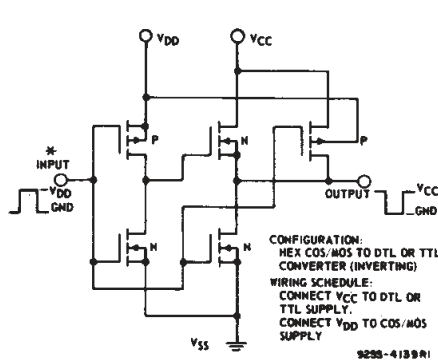 VDD
VCC
P
N
P
*
INPUT
VDD
GND
OUTPUT
VCC
GND
N
N
CONFIGURATION:
HEX COS/MOS TO DTL OR TTL
CONVERTER (INVERTING)
WIRING SCHEDULE:
CONNECT VCC TO DTL OR
TTL SUPPLY.
CONNECT VDD TO COS/MOS
SUPPLY
VSS
92SS-4139R1